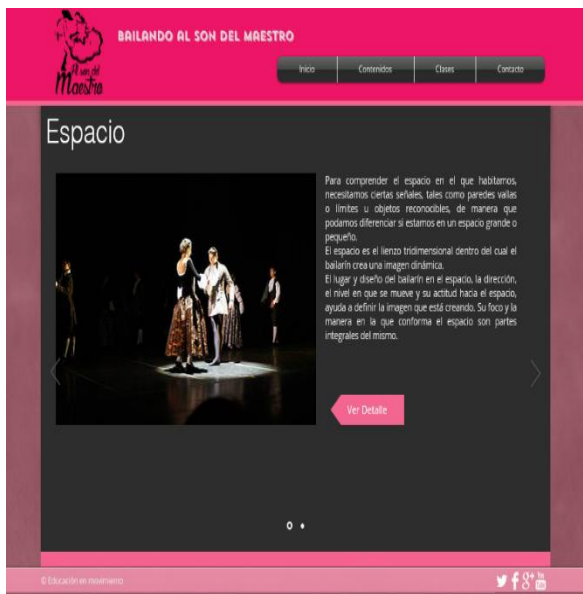 BAILANDO AL SON DEL MAESTRO
Al son del
Maestro
Inicio
Contenidos
Clases
Contacto
Espacio
Para comprender el espacio en el que habitamos,
necesitamos ciertas señales, tales como paredes vallas
o límites u objetos reconocibles, de manera que
podamos diferenciar si estamos en un espacio grande o
pequeño.
El espacio es el lienzo tridimensional dentro del cual el
bailarín crea una imagen dinámica.
El lugar y diseño del bailarín en el espacio, la dirección,
el nivel en que se mueve y su actitud hacia el espacio,
ayuda a definir la imagen que está creando. Su foco y la
manera en la que conforma el espacio son partes
integrales del mismo.
Ver Detalle
© Educación en movimiento